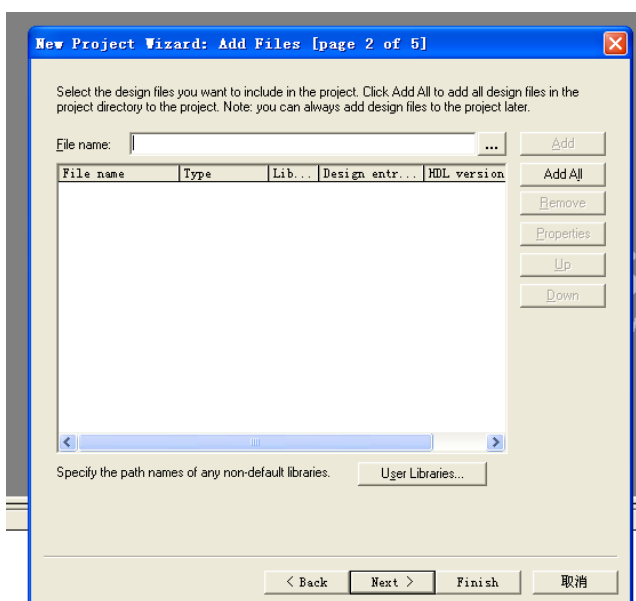 New Project Wizard: Add Files [page 2 of 5]
Select the design files you want to include in the project. Click Add All to add all design files in the
project directory to the project. Note: you can always add design files to the project later.
File name: ... Add
File name Type Lib... Design entr... HDL version Add All
Remove
Properties
Up
Down
Specify the path names of any non-default libraries. User Libraries...
< Back Next > Finish 取消